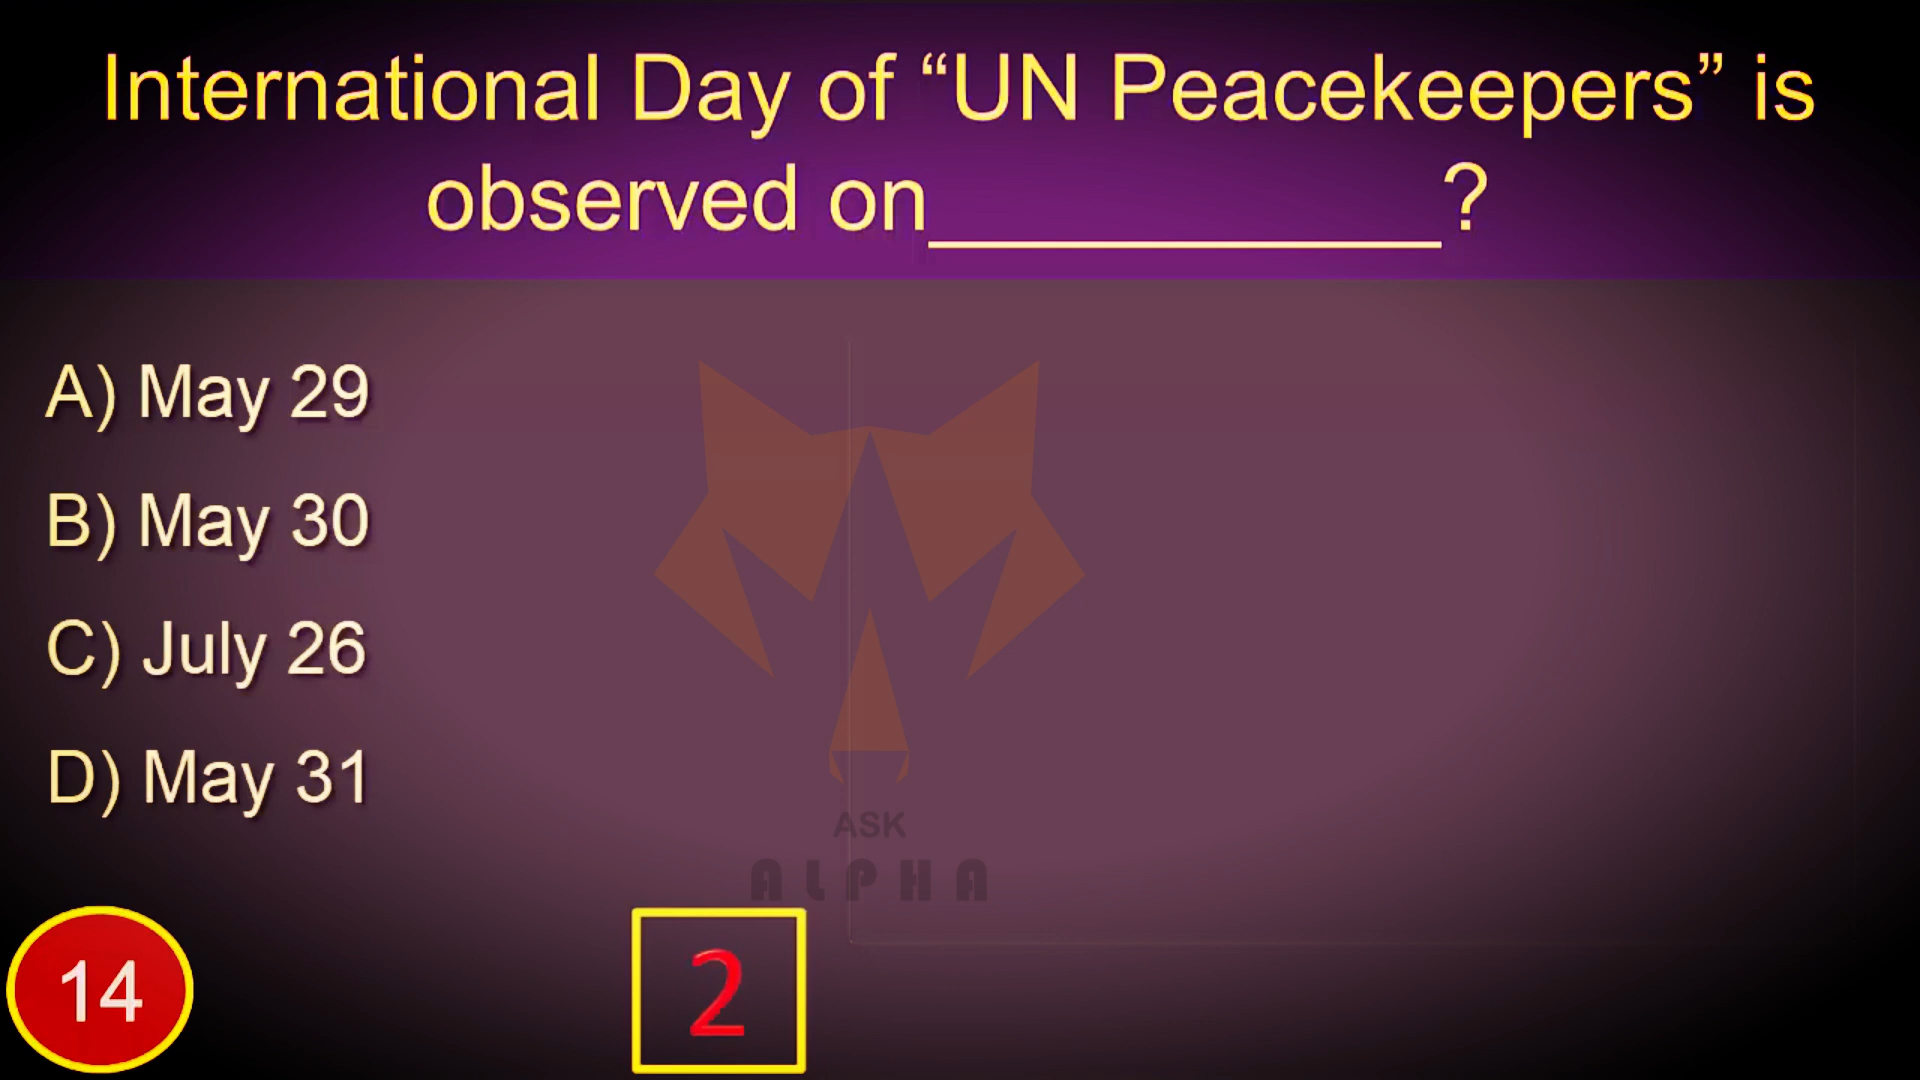 International Day of “UN Peacekeepers” is
observed on____________?
A) May 29
B) May 30
C) July 26
D) May 31
ASK
ALPHA
14
2